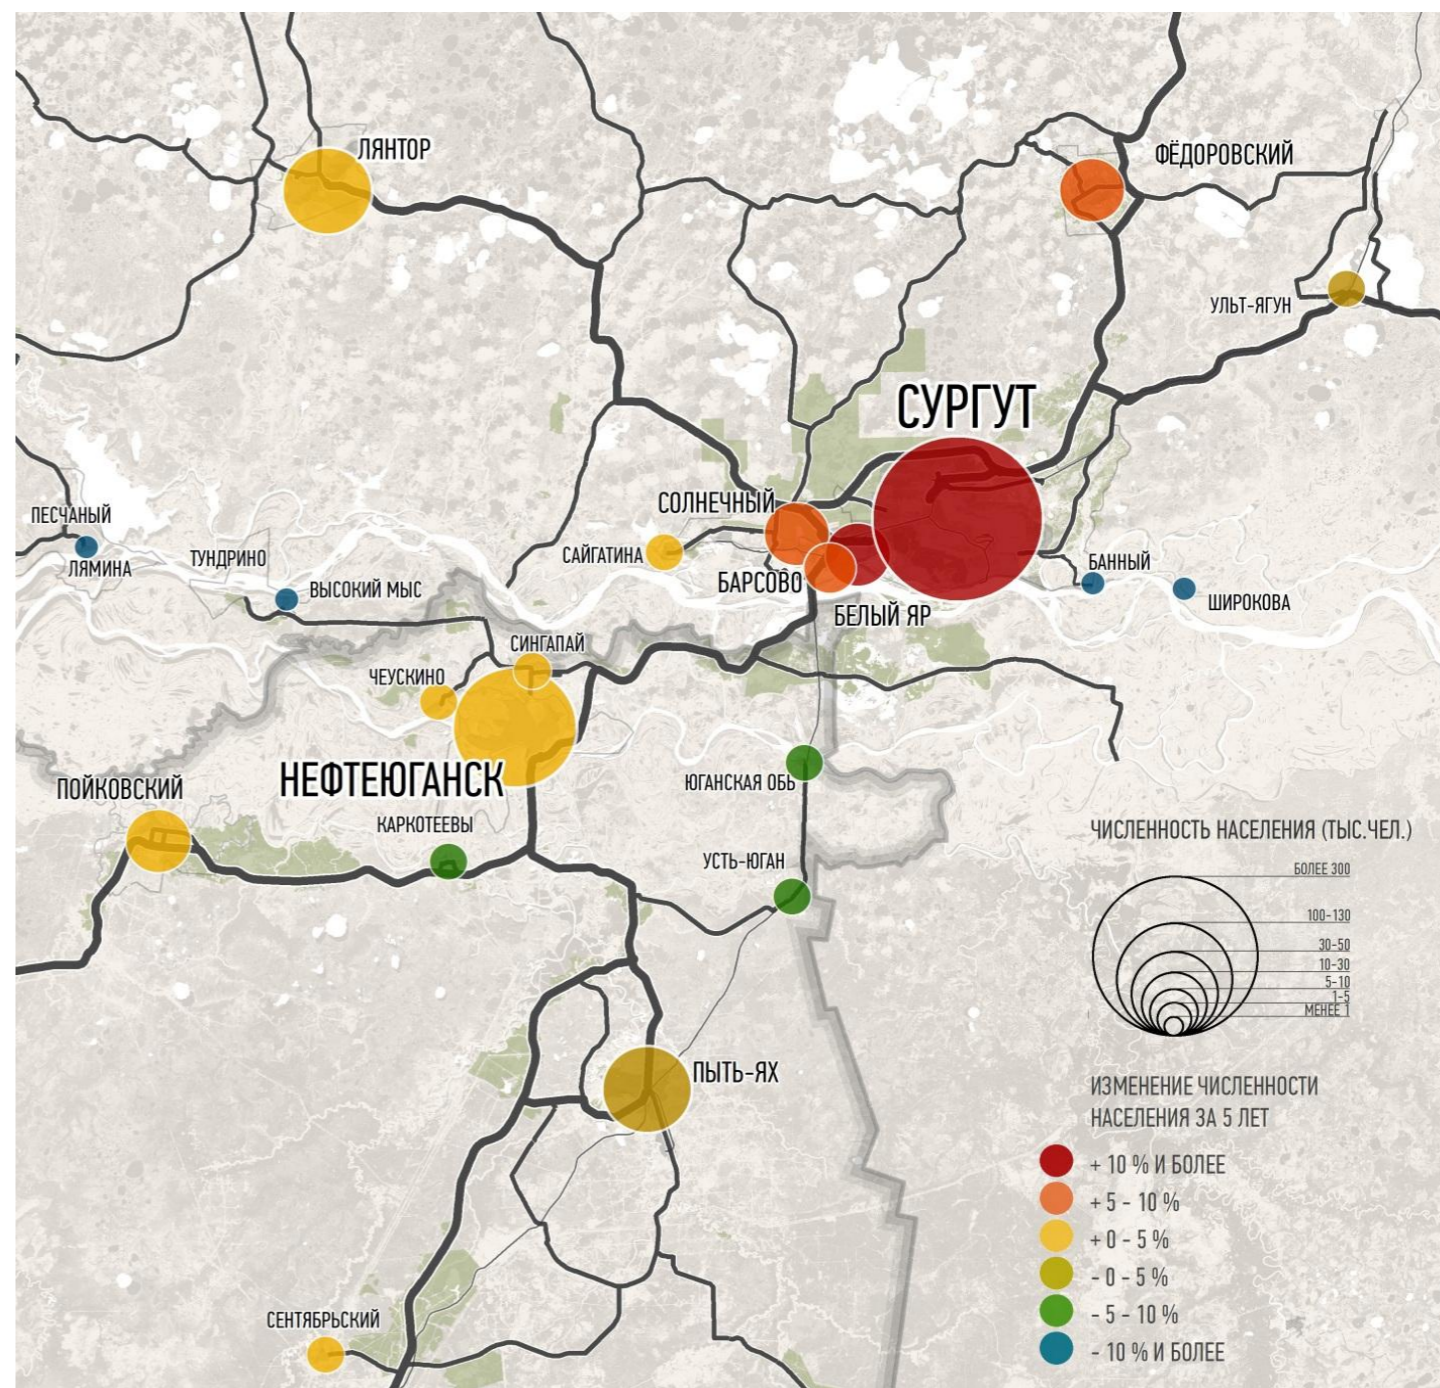 ЛЯНТОР
ФЁДОРОВСКИЙ
УЛЬТ-ЯГУН
СУРГУТ
СОЛНЕЧНЫЙ
ПЕСЧАНЫЙ
ЛЯМИНА
ТУНДРИНО
ВЫСОКИЙ МЫС
САЙГАТИНА
БАРСОВО
БЕЛЫЙ ЯР
БАННЫЙ
ШИРОКОВА
СИНГАПАЙ
ЧЕУСКИНО
НЕФТЕЮГАНСК
ПОЙКОВСКИЙ
КАРКОТЕЕВЫ
ЮГАНСКАЯ ОБЬ
УСТЬ-ЮГАН
ПЫТЬ-ЯХ
СЕНТЯБРЬСКИЙ
ЧИСЛЕННОСТЬ НАСЕЛЕНИЯ (ТЫС.ЧЕЛ.)
БОЛЕЕ 300
100-130
30-50
10-30
5-10
1-5
МЕНЕЕ 1
ИЗМЕНЕНИЕ ЧИСЛЕННОСТИ
НАСЕЛЕНИЯ ЗА 5 ЛЕТ
+ 10 % И БОЛЕЕ
+ 5 - 10 %
+ 0 - 5 %
- 0 - 5 %
- 5 - 10 %
- 10 % И БОЛЕЕ